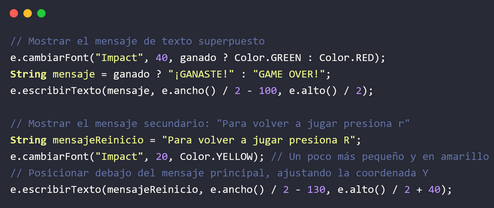 // Mostrar el mensaje de texto superpuesto
e.cambiarFont("Impact", 40, ganado ? Color.GREEN : Color.RED);
String mensaje = ganado ? "¡GANASTE!" : "GAME OVER!";
e.escribirTexto(mensaje, e.ancho() / 2 - 100, e.alto() / 2);
// Mostrar el mensaje secundario: "Para volver a jugar presiona r"
String mensajeReinicio = "Para volver a jugar presiona R";
e.cambiarFont("Impact", 20, Color.YELLOW); // Un poco más pequeño y en amarillo
// Posicionar debajo del mensaje principal, ajustando la coordenada Y
e.escribirTexto(mensajeReinicio, e.ancho() / 2 - 130, e.alto() / 2 + 40);